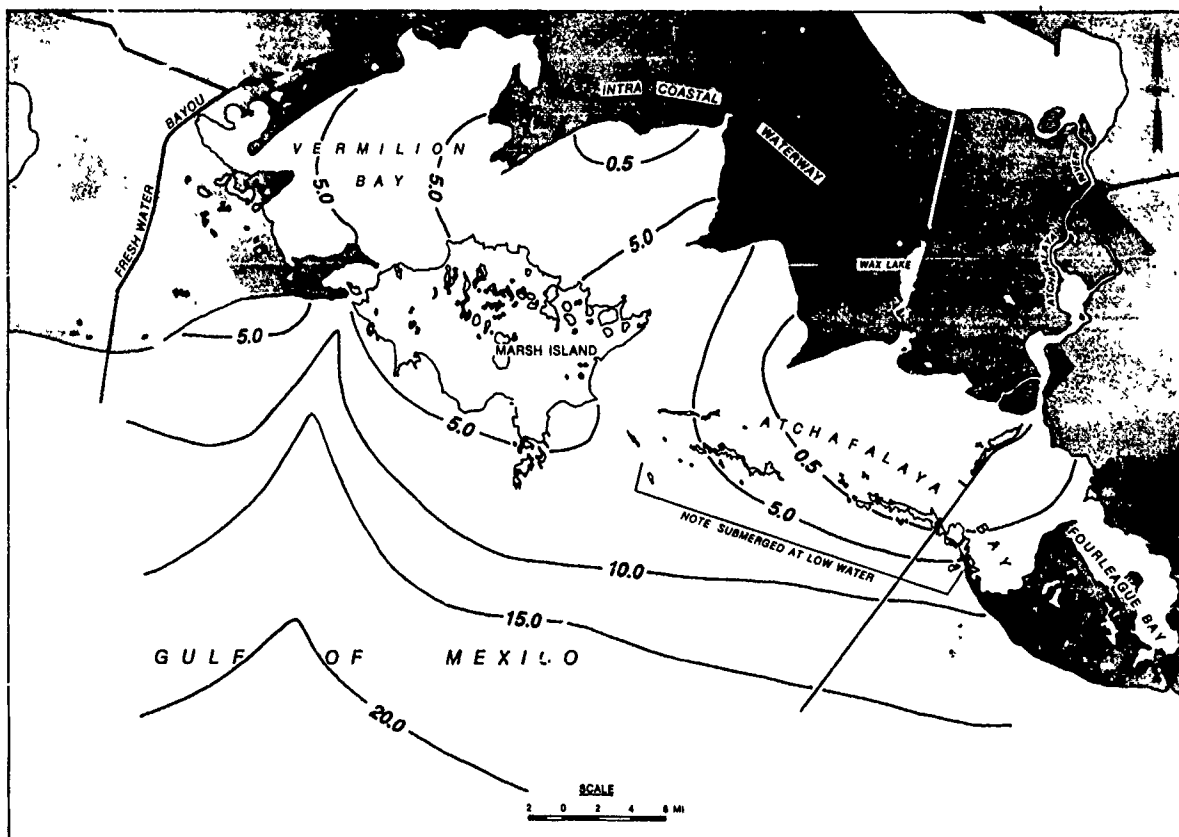 INTRA COASTAL
WATERWAY
BAYOU
FRESH WATER
VERMILION
BAY
5.0
5.0
0.5
5.0
WAX LAKE
5.0
MARSH ISLAND
5.0
ATCHAFALAYA
BAY
0.5
5.0
NOTE SUBMERGED AT LOW WATER
FOURLEAGUE BAY
10.0
15.0
GULF OF MEXICO
20.0
SCALE
2 0 2 4 6 MI